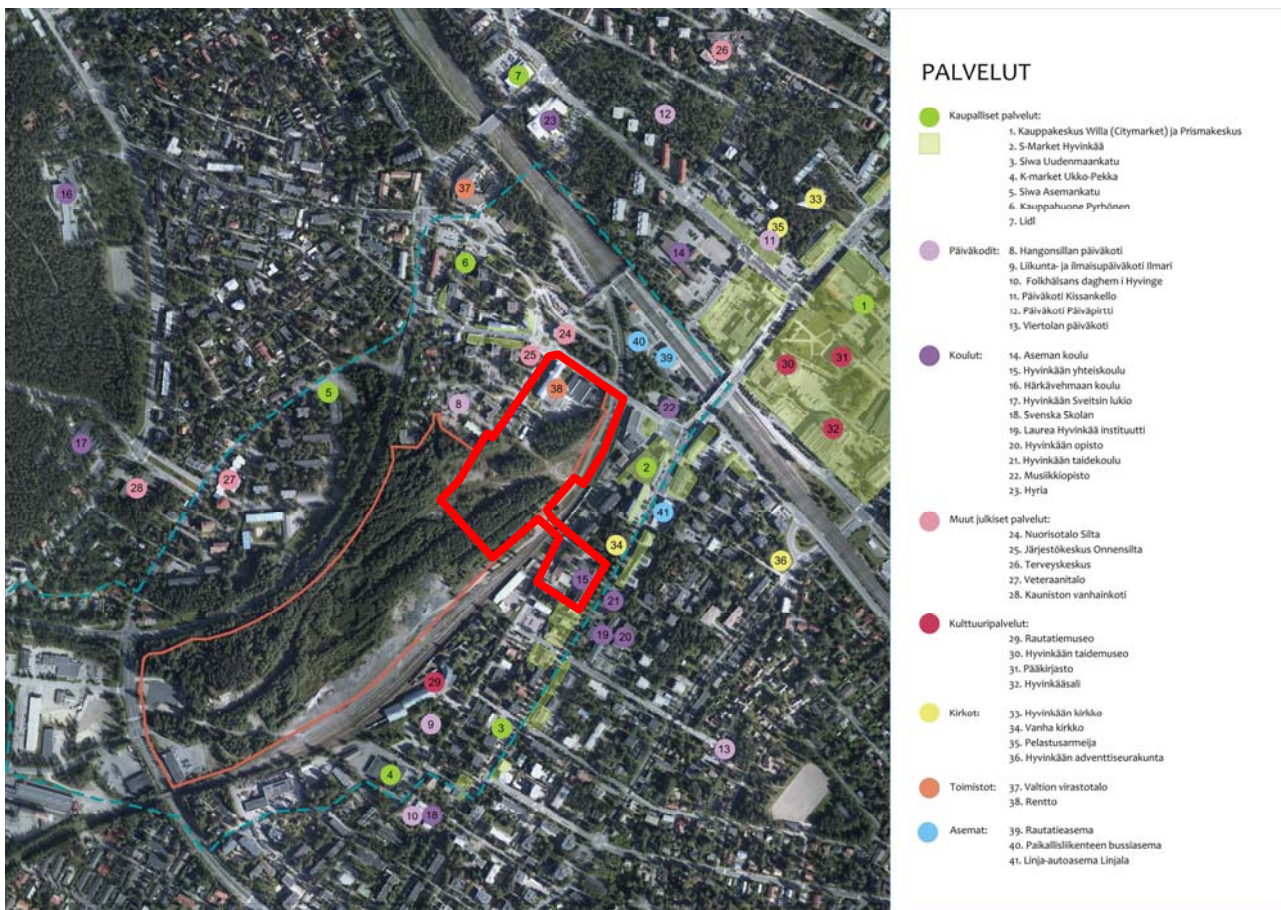 PALVELUT
Kaupalliset palvelut:
1. Kauppakeskus Willa (Citymarket) ja Prismakeskus
2. S-Market Hyvinkää
3. Siwa Uudenmaankatu
4. K-market Ukko-Pekka
5. Siwa Asemankatu
6. Kauppahuone Pyrhönen
7. Lidl
Päiväkodit: 8. Hangonsillan päiväkoti
9. Liikunta- ja ilmaisupäiväkoti Ilmari
10. Folkhälsans daghem i Hyvinge
11. Päiväkoti Kissankello
12. Päiväkoti Päiväpirtti
13. Viertolan päiväkoti
Koulut: 14. Aseman koulu
15. Hyvinkään yhteiskoulu
16. Härkävehmaan koulu
17. Hyvinkään Sveitsin lukio
18. Svenska Skolan
19. Laurea Hyvinkää instituutti
20. Hyvinkään opisto
21. Hyvinkään taidekoulu
22. Musiikkiopisto
23. Hyria
Muut julkiset palvelut:
24. Nuorisotalo Silta
25. Järjestökeskus Onnensilta
26. Terveyskeskus
27. Veteraanitalo
28. Kauniston vanhainkoti
Kulttuuripalvelut:
29. Rautatiemuseo
30. Hyvinkään taidemuseo
31. Pääkirjasto
32. Hyvinkääsali
Kirkot: 33. Hyvinkään kirkko
34. Vanha kirkko
35. Pelastusarmeija
36. Hyvinkään adventtiseurakunta
Toimistot: 37. Valtion virastotalo
38. Rentto
Asemat: 39. Rautatieasema
40. Paikallisliikenteen bussiasema
41. Linja-autoasema Linjala
26
7
12
23
16
37
33
35
11
14
6
1
24
40
25
39
31
30
38
5
8
22
32
17
2
27
28
41
34
36
15
21
19
20
29
9
3
13
4
10
18